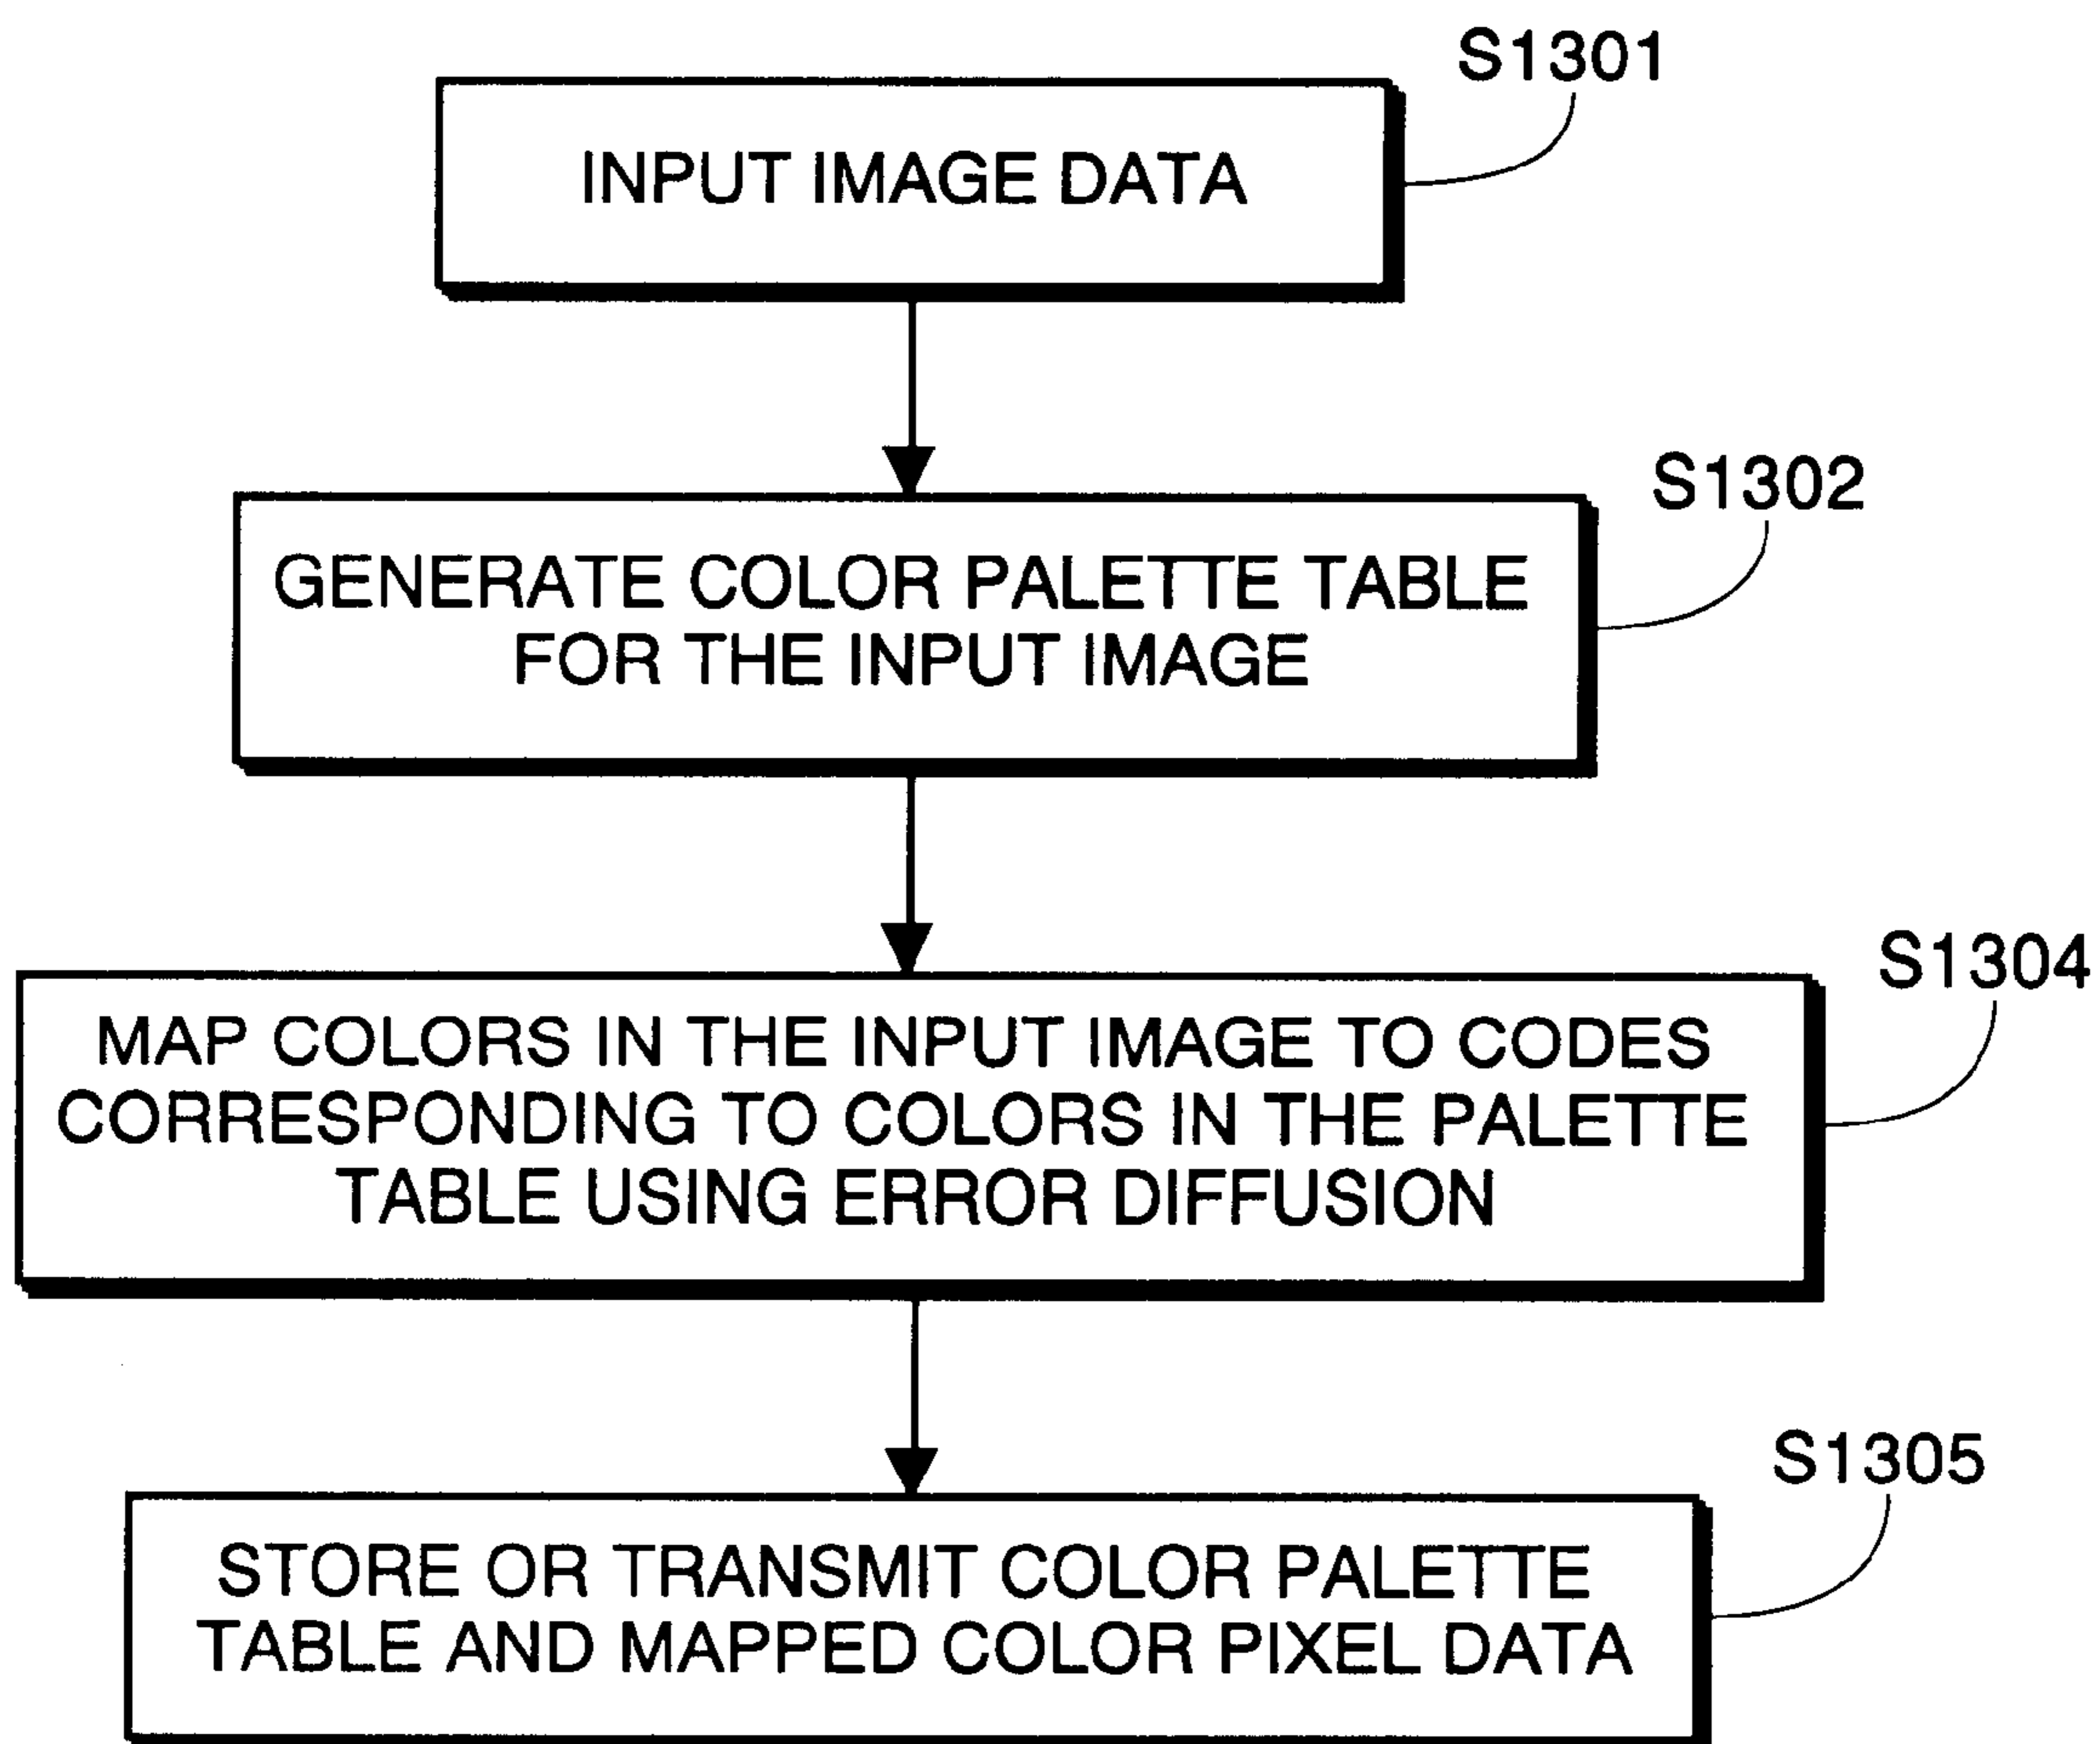 S1301
INPUT IMAGE DATA
S1302
GENERATE COLOR PALETTE TABLE
FOR THE INPUT IMAGE
S1304
MAP COLORS IN THE INPUT IMAGE TO CODES
CORRESPONDING TO COLORS IN THE PALETTE
TABLE USING ERROR DIFFUSION
S1305
STORE OR TRANSMIT COLOR PALETTE
TABLE AND MAPPED COLOR PIXEL DATA